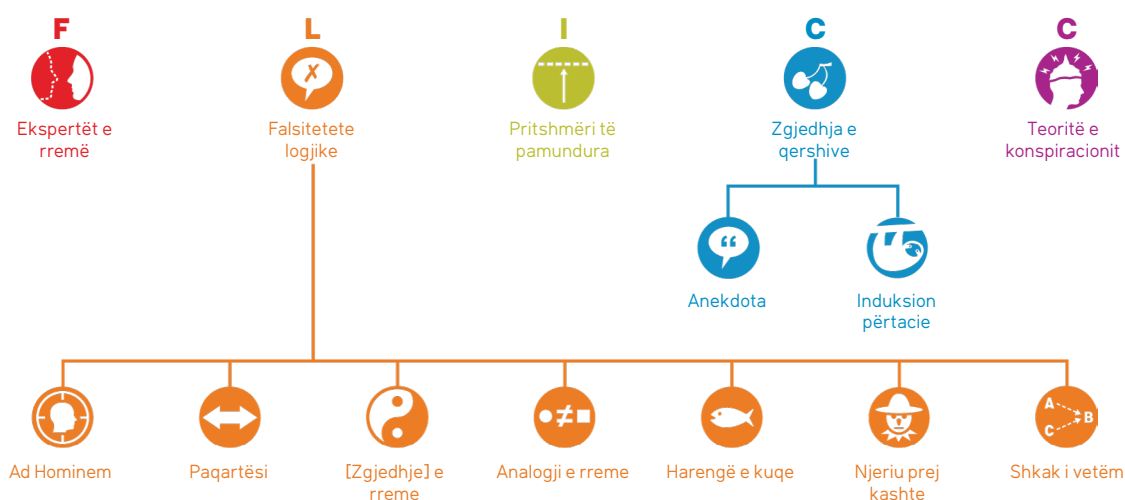 F
Ekspertët e
rremë
L
Falsitetete
logjike
I
Pritshmëri të
pamundura
C
Zgjedhja e
qershive
C
Teoritë e
konspiracionit
Anekdota
Induksion
përtacie
Ad Hominem
Paqartësi
[Zgjedhje] e
rreme
Analogji e rreme
Harengë e kuqe
Njeriu prej
kashte
A
B
C
Shkak i vetëm